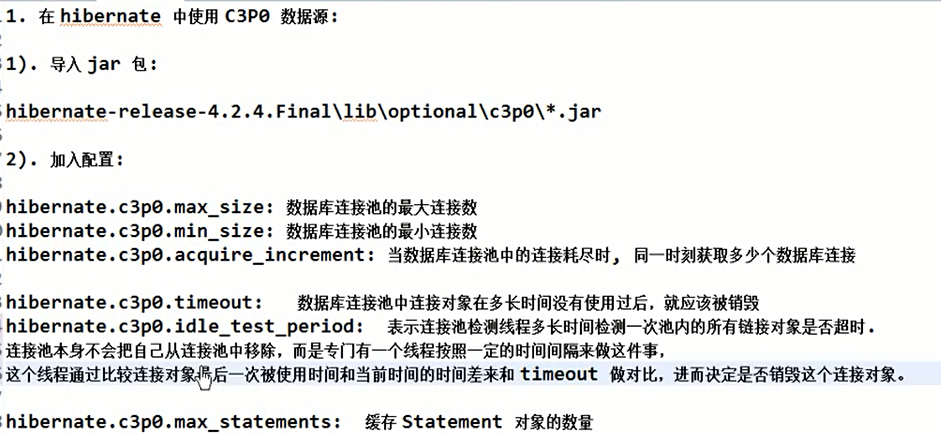 1. 在 hibernate 中使用 C3P0 数据源:
1). 导入 jar 包:
hibernate-release-4.2.4.Final\lib\optional\c3p0\*.jar
2). 加入配置:
hibernate.c3p0.max_size: 数据库连接池的最大连接数
hibernate.c3p0.min_size: 数据库连接池的最小连接数
hibernate.c3p0.acquire_increment: 当数据库连接池中的连接耗尽时, 同一时刻获取多少个数据库连接
hibernate.c3p0.timeout: 数据库连接池中连接对象在多长时间没有使用过后，就应该被销毁
hibernate.c3p0.idle_test_period: 表示连接池检测线程多长时间检测一次池内的所有链接对象是否超时.
连接池本身不会把自己从连接池中移除，而是专门有一个线程按照一定的时间间隔来做这件事，
这个线程通过比较连接对象后一次被使用时间和当前时间的时间差来和 timeout 做对比，进而决定是否销毁这个连接对象。
hibernate.c3p0.max_statements: 缓存 Statement 对象的数量